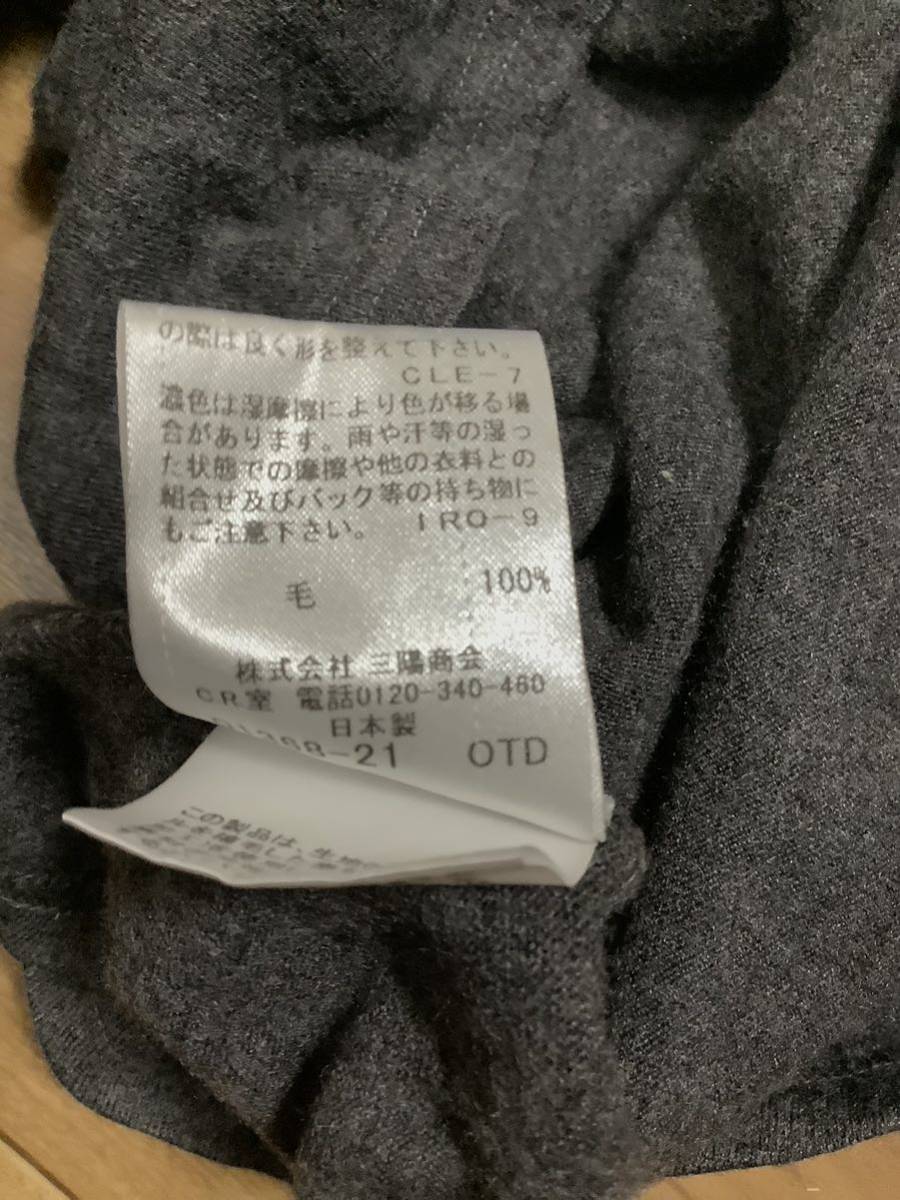 の際は良く形を整えて下さい。
CLE-7
濃色は湿摩擦により色が移る場
合があります。雨や汗等の湿っ
た状態での摩擦や他の衣料との
組合せ及びバック等の持ち物に
もご注意下さい。 IRO-9
毛 100%
株式会社 三陽商会
CR室 電話0120-340-460
日本製
-21 OTD
この製品は、